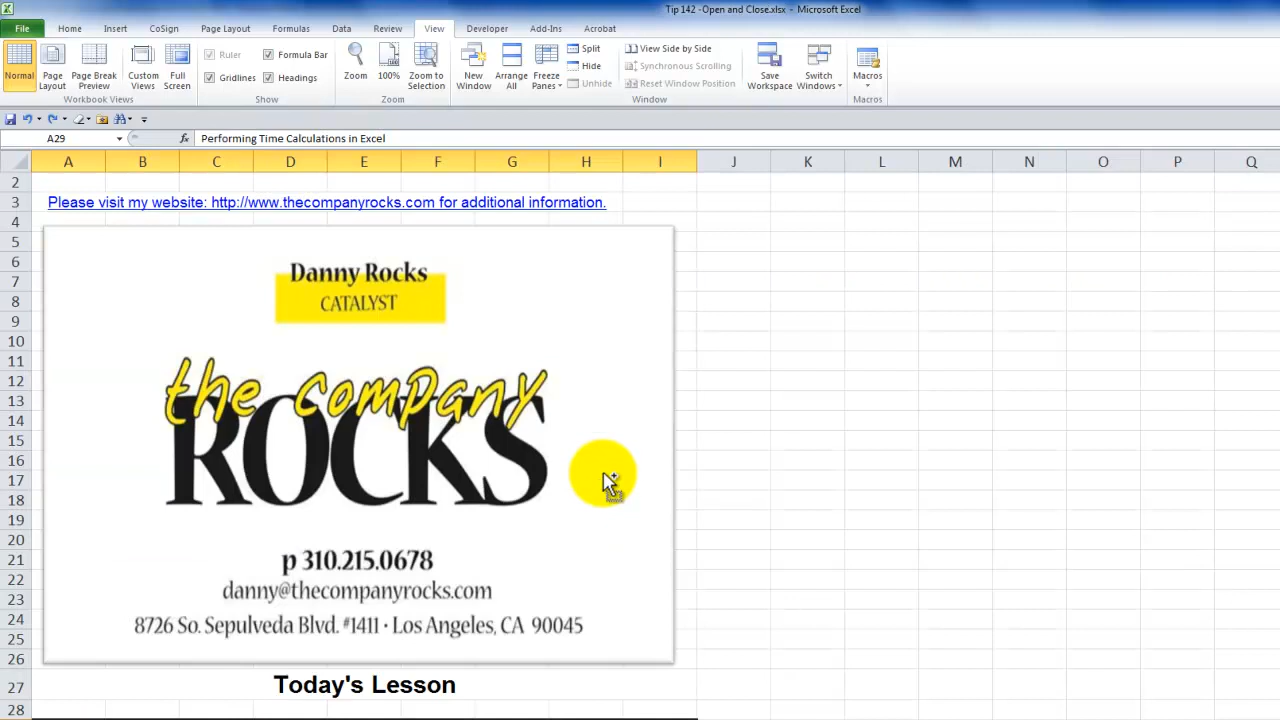 Tip 142 -Open and Close.xlsx - Microsoft Excel
File Home Insert CoSign Page Layout Formulas Data Review View Developer Add-Ins Acrobat
Normal
Page Layout
Page Break Preview
Custom Views
Full Screen
Workbook Views
Ruler
Formula Bar
Gridlines
Headings
Show
Zoom
100%
Zoom to Selection
Zoom
New Window
Arrange All
Freeze Panes
Split
Hide
Unhide
View Side by Side
Synchronous Scrolling
Reset Window Position
Window
Save Workspace
Switch Windows
Macros
Macros
A29 fx Performing Time Calculations in Excel
A B C D E F G H I J K L M N O P Q
2
3 Please visit my website: http://www.thecompanyrocks.com for additional information.
4
5
6
7
8
9
10
11
12
13
14
15
16
17
18
19
20
21
22
23
24
25
26
Danny Rocks
CATALYST
the company
ROCKS
p 310.215.0678
danny@thecompanyrocks.com
8726 So. Sepulveda Blvd. #1411 · Los Angeles, CA 90045
27 Today's Lesson
28